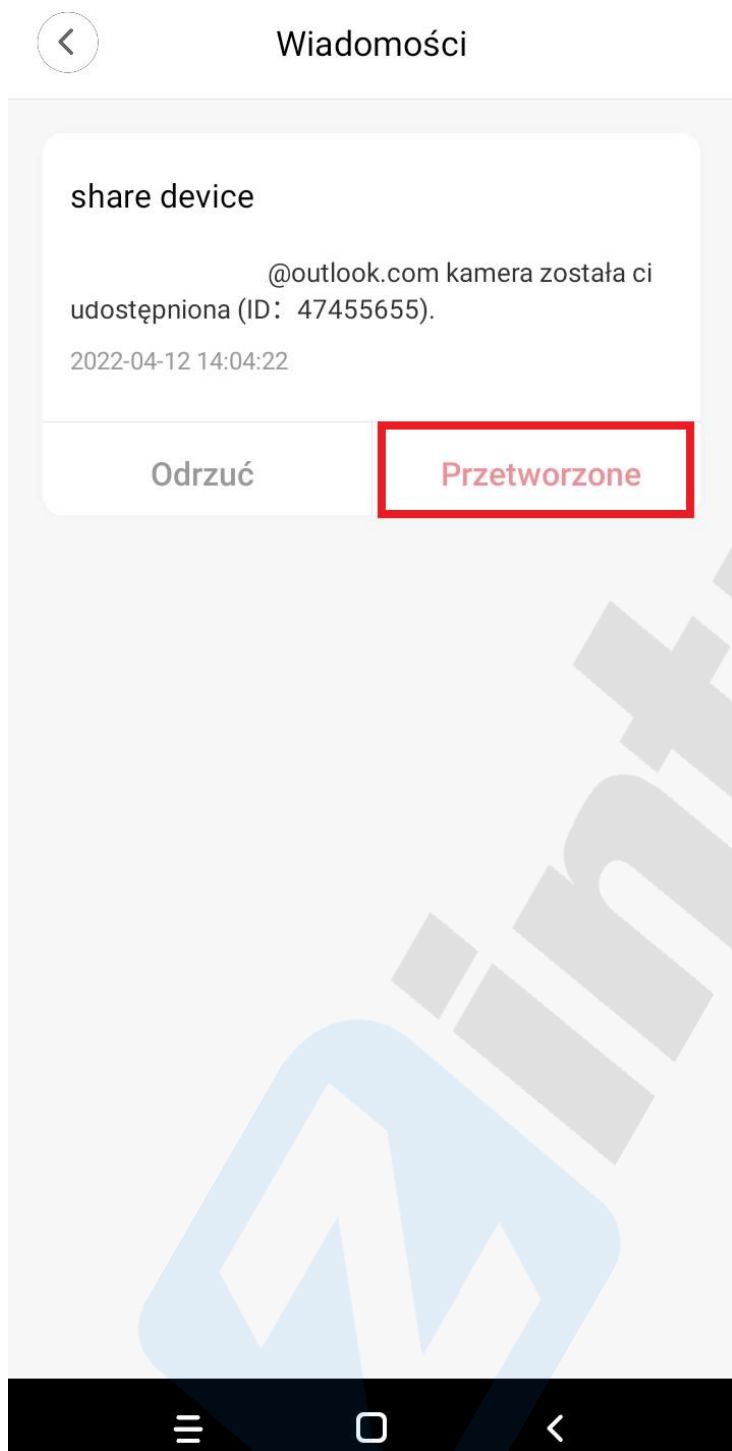 Wiadomości
share device
@outlook.com kamera została ci
udostępniona (ID： 47455655).
2022-04-12 14:04:22
Odrzuć
Przetworzone